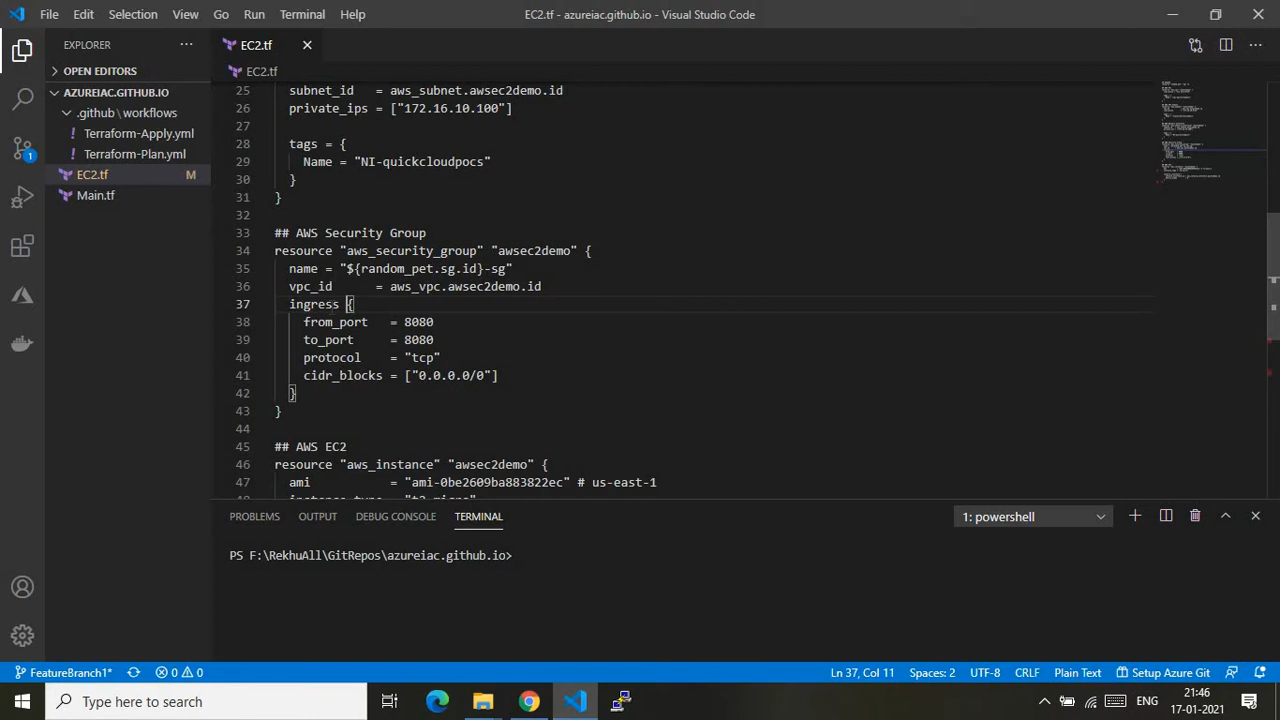 File Edit Selection View Go Run Terminal Help
EC2.tf - azureiac.github.io - Visual Studio Code
EXPLORER
OPEN EDITORS
AZUREIAC.GITHUB.IO
.github\workflows
! Terraform-Apply.yml
! Terraform-Plan.yml
EC2.tf M
Main.tf
1
EC2.tf
EC2.tf
25 subnet_id = aws_subnet.awsec2demo.id
26 private_ips = ["172.16.10.100"]
27
28 tags = {
29 Name = "NI-quickcloudpocs"
30 }
31 }
32
33 ## AWS Security Group
34 resource "aws_security_group" "awsec2demo" {
35 name = "${random_pet.sg.id}-sg"
36 vpc_id = aws_vpc.awsec2demo.id
37 ingress {
38 from_port = 8080
39 to_port = 8080
40 protocol = "tcp"
41 cidr_blocks = ["0.0.0.0/0"]
42 }
43 }
44
45 ## AWS EC2
46 resource "aws_instance" "awsec2demo" {
47 ami = "ami-0be2609ba883822ec" # us-east-1
PROBLEMS OUTPUT DEBUG CONSOLE TERMINAL
1: powershell
PS F:\RekhuAll\GitRepos\azureiac.github.io>
FeatureBranch1* 0 0
Ln 37, Col 11 Spaces: 2 UTF-8 CRLF Plain Text Setup Azure Git
Type here to search
ENG
21:46
17-01-2021